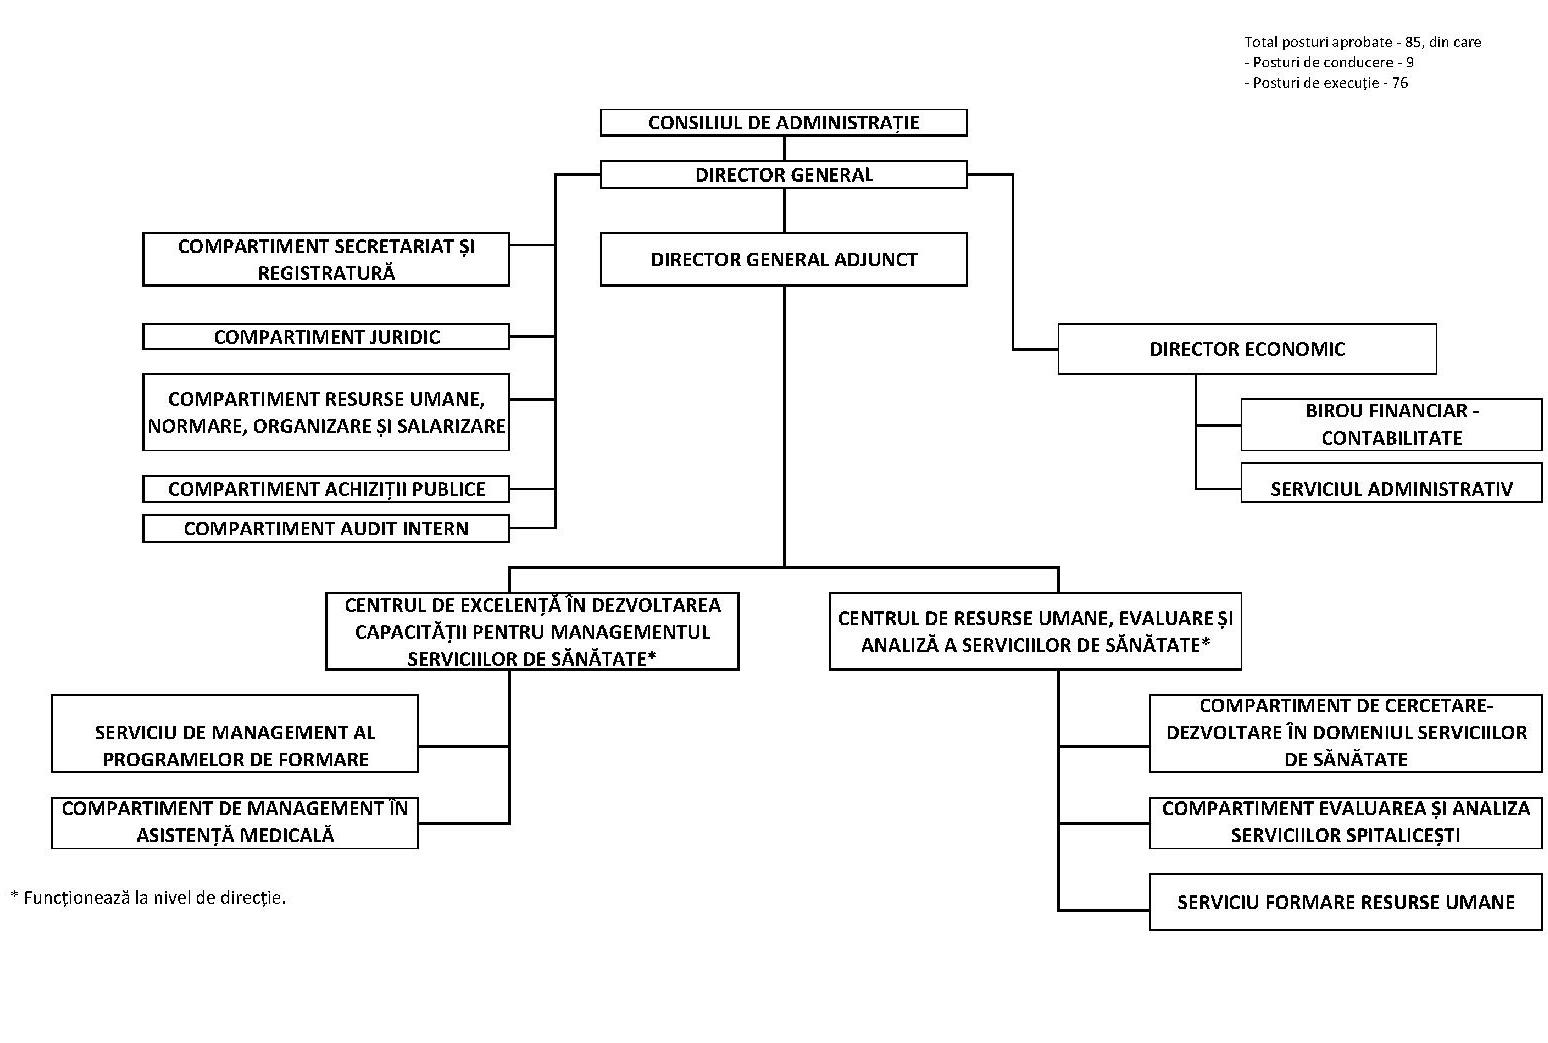 Total posturi aprobate - 85, din care
- Posturi de conducere - 9
- Posturi de execuție - 76
CONSILIUL DE ADMINISTRAȚIE
DIRECTOR GENERAL
COMPARTIMENT SECRETARIAT ȘI
REGISTRATURĂ
DIRECTOR GENERAL ADJUNCT
COMPARTIMENT JURIDIC
DIRECTOR ECONOMIC
COMPARTIMENT RESURSE UMANE,
NORMARE, ORGANIZARE ȘI SALARIZARE
BIROU FINANCIAR -
CONTABILITATE
COMPARTIMENT ACHIZIȚII PUBLICE
SERVICIUL ADMINISTRATIV
COMPARTIMENT AUDIT INTERN
CENTRUL DE EXCELENȚĂ ÎN DEZVOLTAREA
CAPACITĂȚII PENTRU MANAGEMENTUL
SERVICIILOR DE SĂNĂTATE*
CENTRUL DE RESURSE UMANE, EVALUARE ȘI
ANALIZĂ A SERVICIILOR DE SĂNĂTATE*
SERVICIU DE MANAGEMENT AL
PROGRAMELOR DE FORMARE
COMPARTIMENT DE CERCETARE-
DEZVOLTARE ÎN DOMENIUL SERVICIILOR
DE SĂNĂTATE
COMPARTIMENT DE MANAGEMENT ÎN
ASISTENȚĂ MEDICALĂ
COMPARTIMENT EVALUAREA ȘI ANALIZA
SERVICIILOR SPITALICEȘTI
* Funcționează la nivel de direcție.
SERVICIU FORMARE RESURSE UMANE